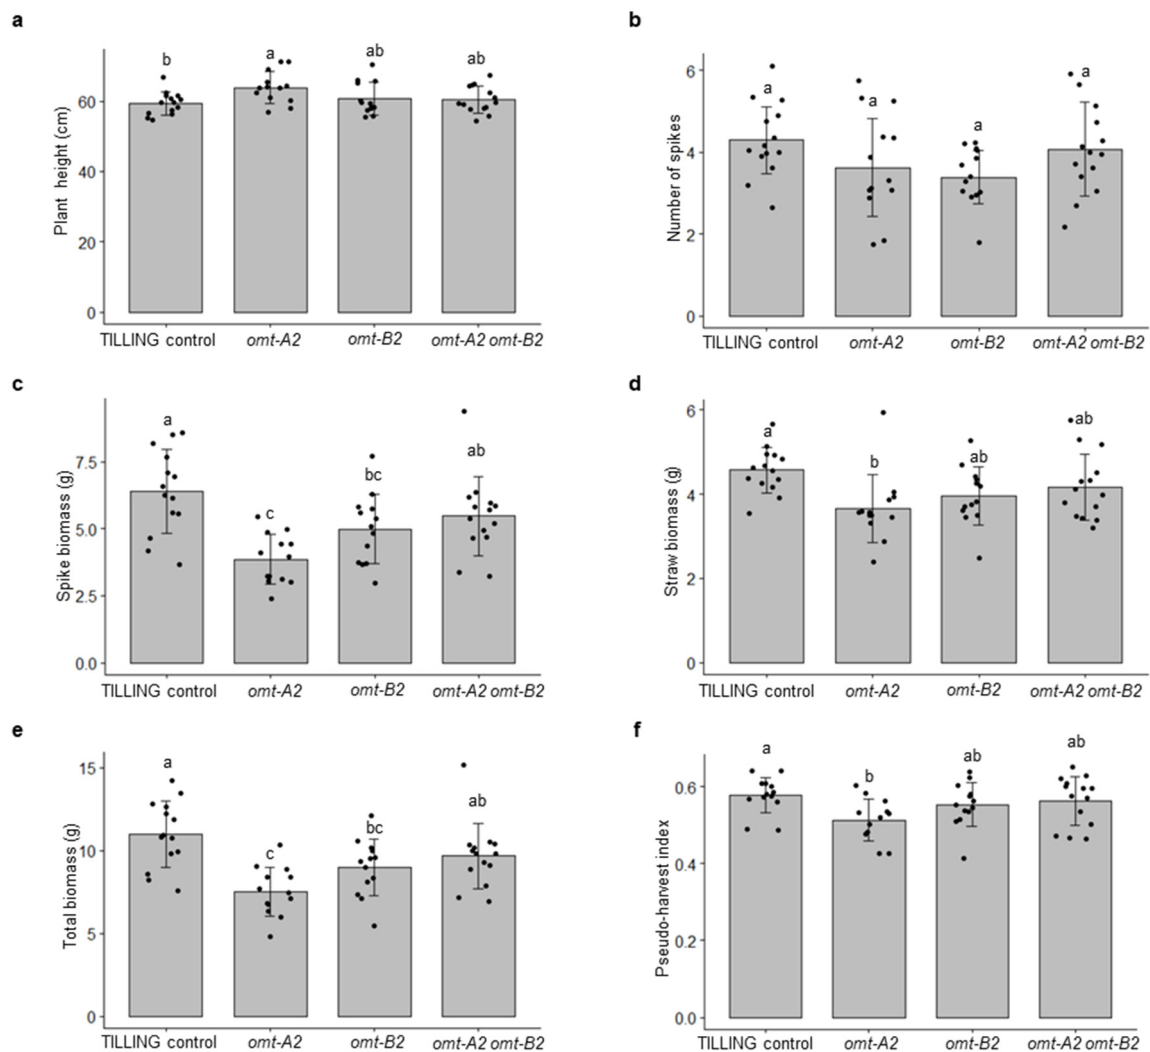 a
Plant height (cm)
60
40
20
0
b
a
ab
ab
TILLING control
omt-A2
omt-B2
omt-A2 omt-B2
b
Number of spikes
6
4
2
0
a
a
a
a
TILLING control
omt-A2
omt-B2
omt-A2 omt-B2
c
Spike biomass (g)
7.5
5.0
2.5
0.0
a
c
bc
ab
TILLING control
omt-A2
omt-B2
omt-A2 omt-B2
d
Straw biomass (g)
6
4
2
0
a
b
ab
ab
TILLING control
omt-A2
omt-B2
omt-A2 omt-B2
e
Total biomass (g)
15
10
5
0
a
c
bc
ab
TILLING control
omt-A2
omt-B2
omt-A2 omt-B2
f
Pseudo-harvest index
0.6
0.4
0.2
0.0
a
b
ab
ab
TILLING control
omt-A2
omt-B2
omt-A2 omt-B2